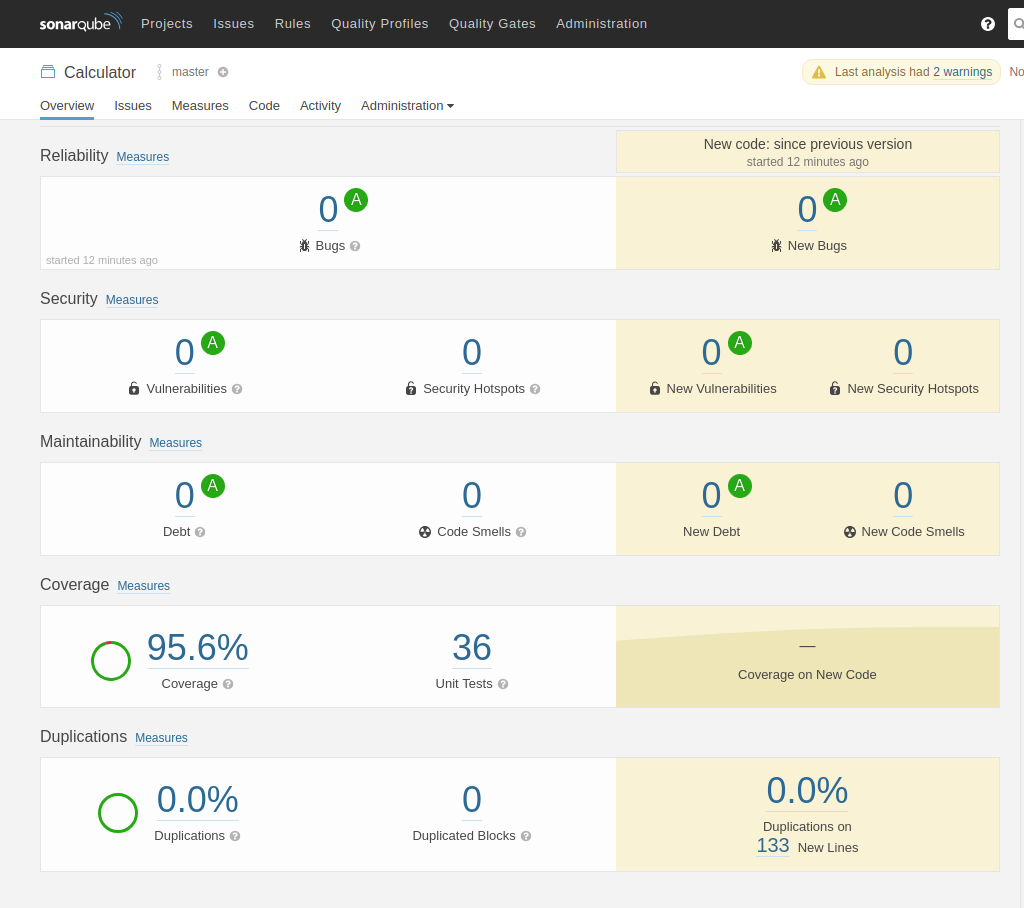 sonarqube Projects Issues Rules Quality Profiles Quality Gates Administration ?
Calculator master Last analysis had 2 warnings No
Overview Issues Measures Code Activity Administration
New code: since previous version
started 12 minutes ago
Reliability Measures
0 A 0 A
Bugs ? New Bugs
started 12 minutes ago
Security Measures
0 A 0 0 A 0
Vulnerabilities ? Security Hotspots ? New Vulnerabilities New Security Hotspots
Maintainability Measures
0 A 0 0 A 0
Debt ? Code Smells ? New Debt New Code Smells
Coverage Measures
95.6% 36 —
Coverage ? Unit Tests ? Coverage on New Code
Duplications Measures
0.0% 0 0.0%
Duplications ? Duplicated Blocks ? Duplications on
133 New Lines